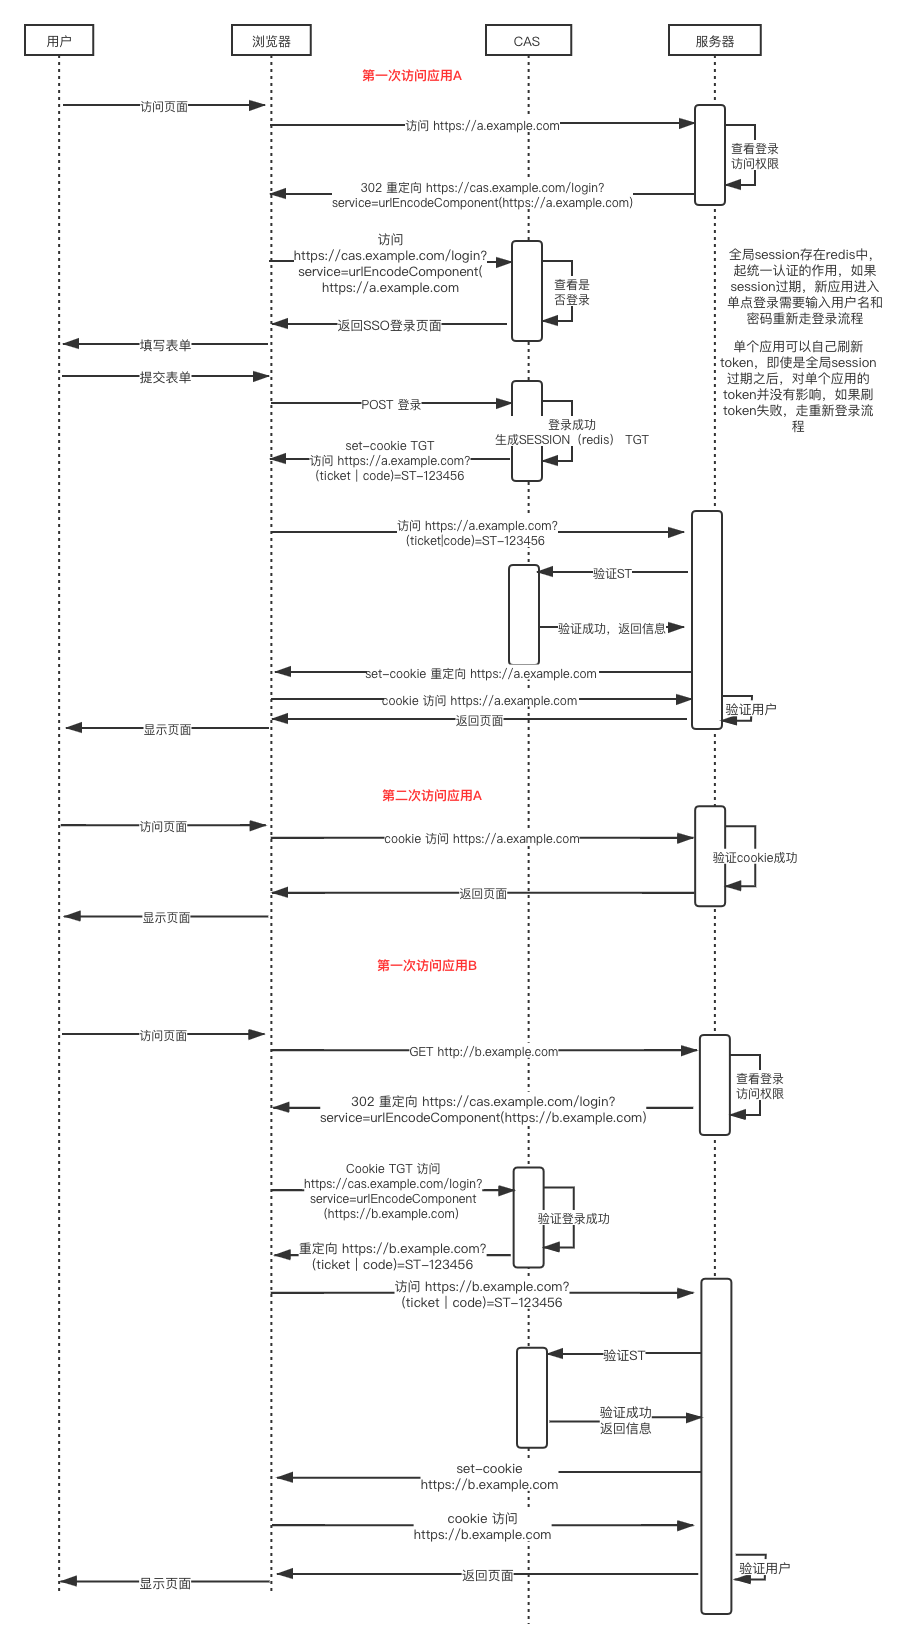 用户
浏览器
CAS
服务器
第一次访问应用A
访问页面
访问 https://a.example.com
查看登录
访问权限
302 重定向 https://cas.example.com/login?
service=urlEncodeComponent(https://a.example.com)
访问
https://cas.example.com/login?
service=urlEncodeComponent(
https://a.example.com
查看是
否登录
全局session存在redis中，
起统一认证的作用，如果
session过期，新应用进入
单点登录需要输入用户名和
密码重新走登录流程
返回SSO登录页面
填写表单
单个应用可以自己刷新
token，即使是全局session
过期之后，对单个应用的
token并没有影响，如果刷
token失败，走重新登录流
程
提交表单
POST 登录
登录成功
生成SESSION（redis） TGT
set-cookie TGT
访问 https://a.example.com?
(ticket | code)=ST-123456
访问 https://a.example.com?
(ticket|code)=ST-123456
验证ST
验证成功，返回信息
set-cookie 重定向 https://a.example.com
cookie 访问 https://a.example.com
验证用户
返回页面
显示页面
第二次访问应用A
访问页面
cookie 访问 https://a.example.com
验证cookie成功
返回页面
显示页面
第一次访问应用B
访问页面
GET http://b.example.com
查看登录
访问权限
302 重定向 https://cas.example.com/login?
service=urlEncodeComponent(https://b.example.com)
Cookie TGT 访问
https://cas.example.com/login?
service=urlEncodeComponent
(https://b.example.com)
验证登录成功
重定向 https://b.example.com?
(ticket | code)=ST-123456
访问 https://b.example.com?
(ticket | code)=ST-123456
验证ST
验证成功
返回信息
set-cookie
https://b.example.com
cookie 访问
https://b.example.com
验证用户
返回页面
显示页面